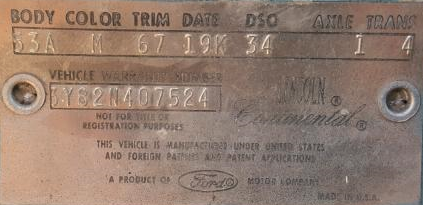 BODY COLOR TRIM DATE DSO AXLE TRANS
53A M 67 19K 34 1 4
VEHICLE WARRANTY NUMBER
5Y82N407524
LINCOLN®
Continental®
NOT FOR TITLE OR
REGISTRATION PURPOSES
THIS VEHICLE IS MANUFACTURED UNDER UNITED STATES
AND FOREIGN PATENTS AND PATENT APPLICATIONS
A PRODUCT OF Ford® MOTOR COMPANY
MADE IN U.S.A.